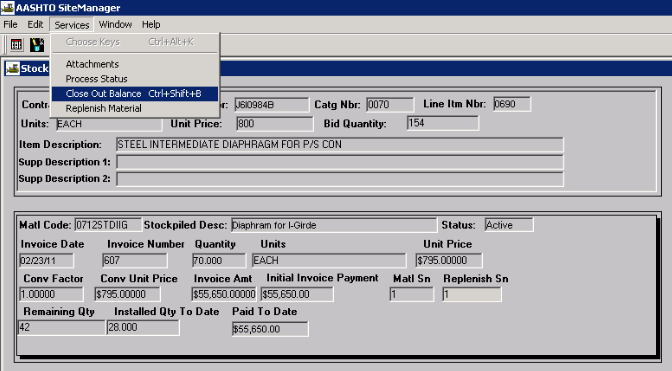 AASHTO SiteManager
File Edit Services Window Help
Choose Keys Ctrl+Alt+K
Attachments
Process Status
Close Out Balance Ctrl+Shift+B
Replenish Material
Stock
Contr r: J6I0984B Catg Nbr: 0070 Line Itm Nbr: 0690
Units: EACH Unit Price: 800 Bid Quantity: 154
Item Description: STEEL INTERMEDIATE DIAPHRAGM FOR P/S CON
Supp Description 1:
Supp Description 2:
Matl Code: 0712STDIIG Stockpiled Desc: Diaphram for I-Girde Status: Active
Invoice Date Invoice Number Quantity Units Unit Price
02/23/11 607 70.000 EACH $795.00000
Conv Factor Conv Unit Price Invoice Amt Initial Invoice Payment Matl Sn Replenish Sn
1.00000 $795.00000 $55,650.00000 $55,650.00 1 1
Remaining Qty Installed Qty To Date Paid To Date
42 28.000 $55,650.00